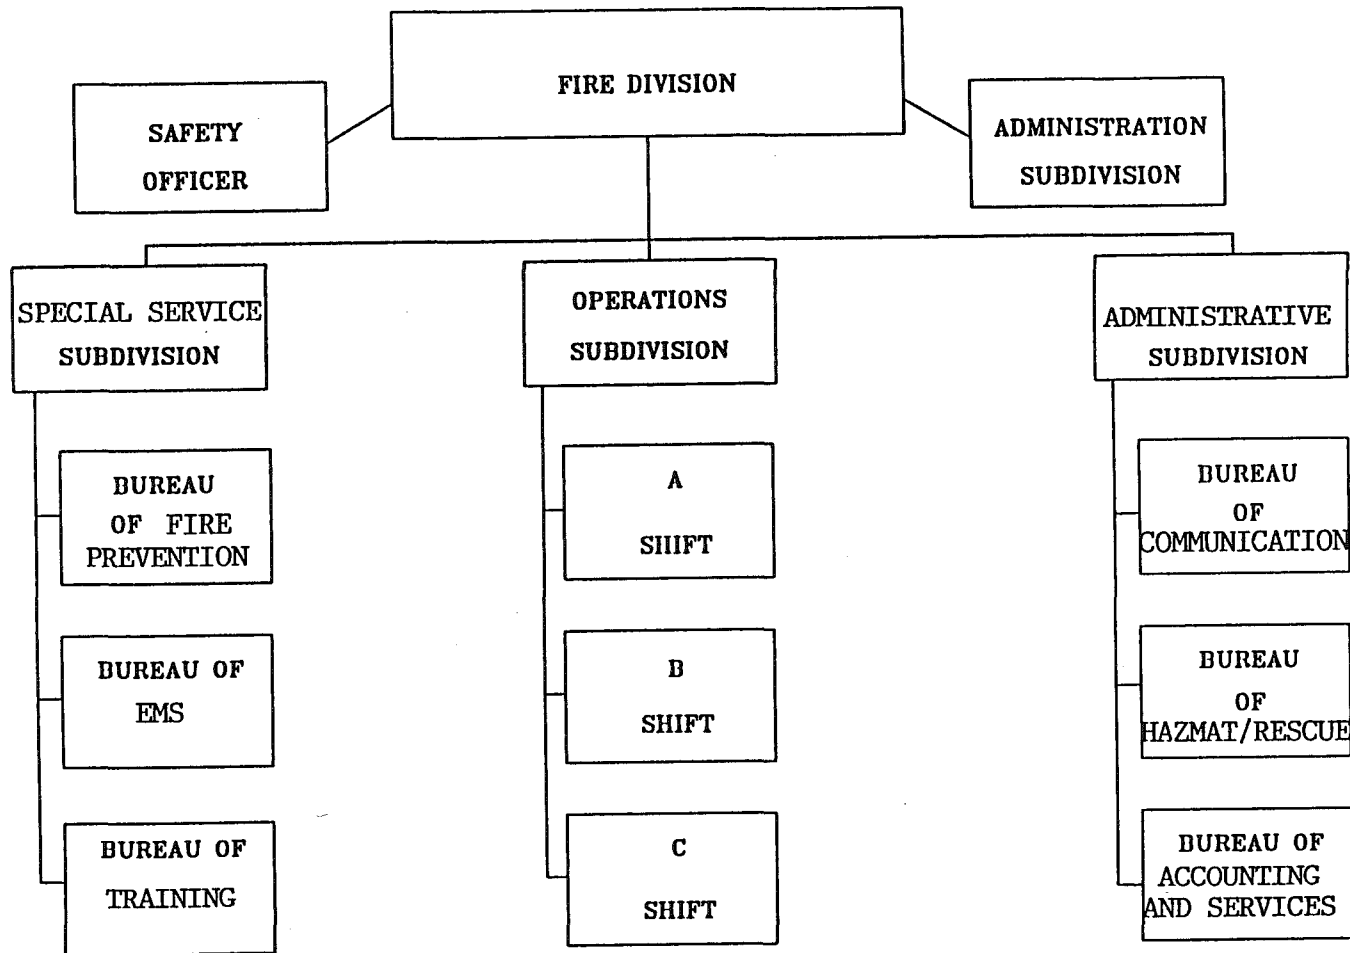 FIRE DIVISION
SAFETY
OFFICER
ADMINISTRATION
SUBDIVISION
SPECIAL SERVICE
SUBDIVISION
OPERATIONS
SUBDIVISION
ADMINISTRATIVE
SUBDIVISION
BUREAU
OF FIRE
PREVENTION
A
SHIFT
BUREAU
OF
COMMUNICATION
BUREAU OF
EMS
B
SHIFT
BUREAU
OF
HAZMAT/RESCUE
BUREAU OF
TRAINING
C
SHIFT
BUREAU OF
ACCOUNTING
AND SERVICES